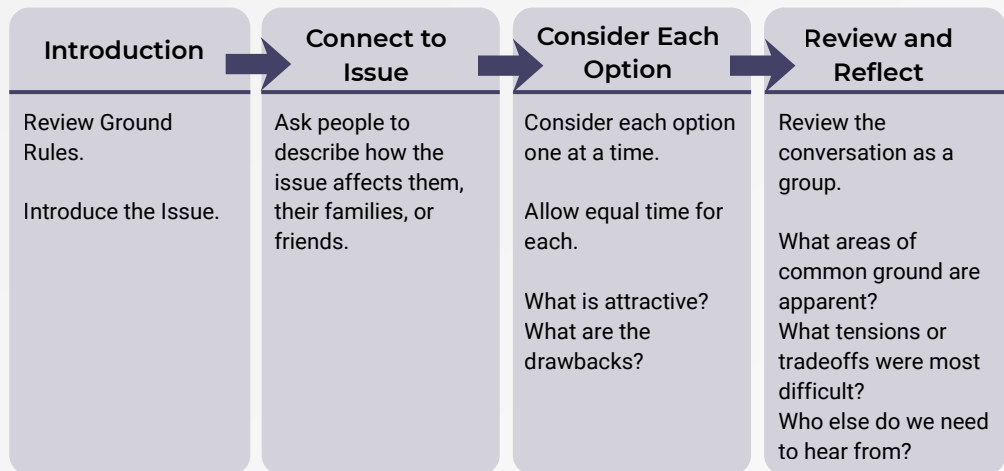 Introduction
Review Ground
Rules.
Introduce the Issue.
Connect to
Issue
Ask people to
describe how the
issue affects them,
their families, or
friends.
Consider Each
Option
Consider each option
one at a time.
Allow equal time for
each.
What is attractive?
What are the
drawbacks?
Review and
Reflect
Review the
conversation as a
group.
What areas of
common ground are
apparent?
What tensions or
tradeoffs were most
difficult?
Who else do we need
to hear from?